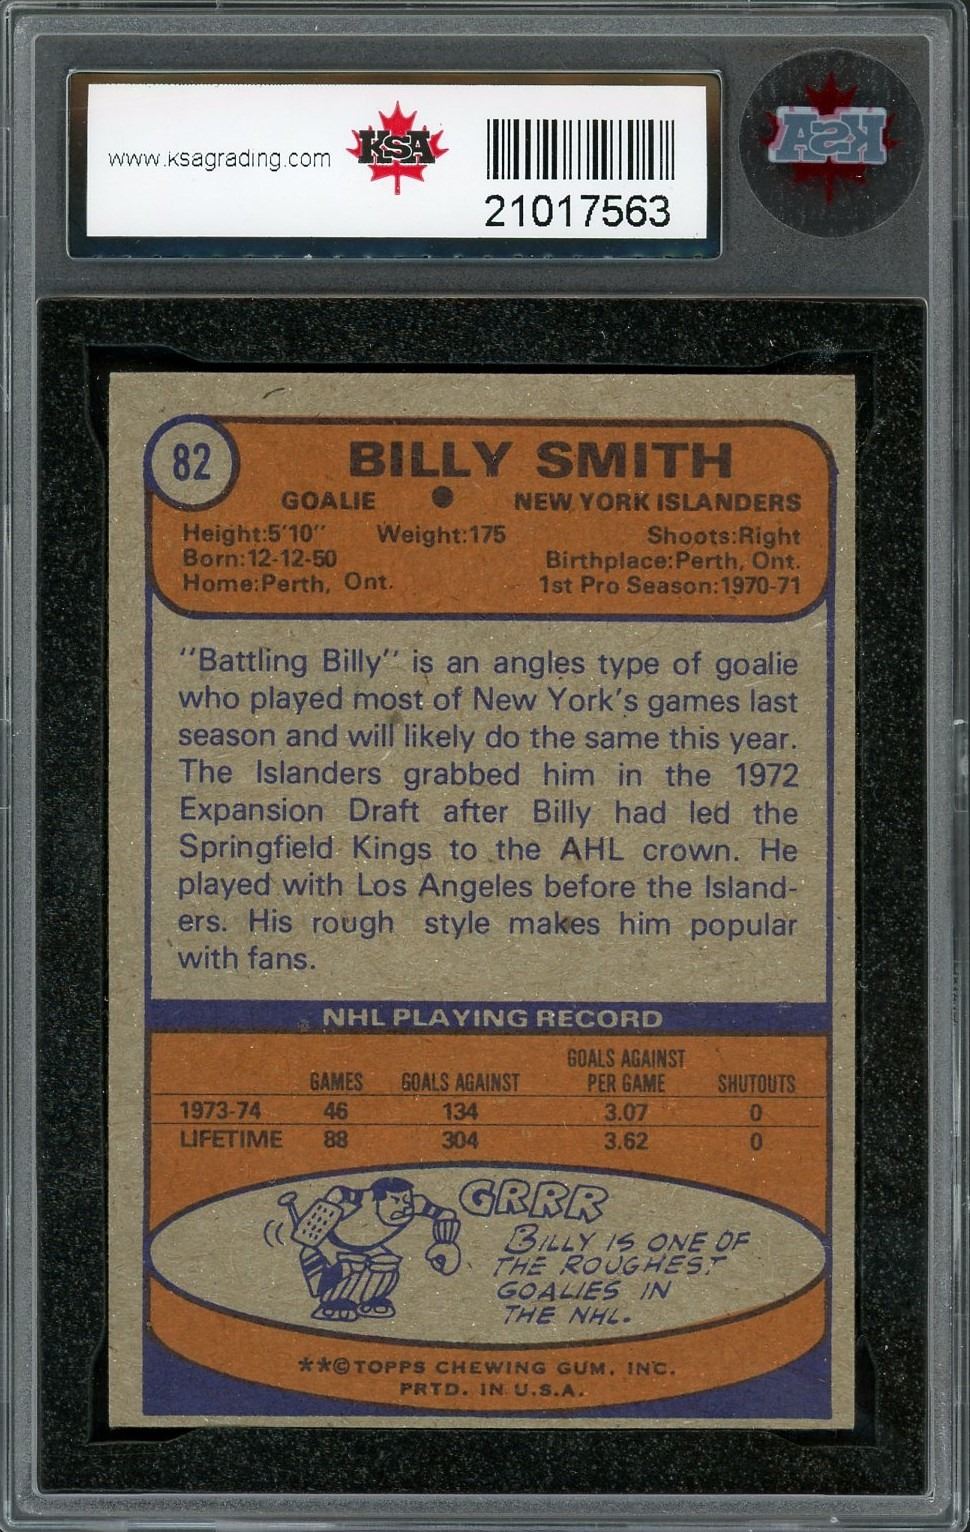 www.ksagrading.com
KSA
21017563
KSA
82
BILLY SMITH
GOALIE ● NEW YORK ISLANDERS
Height:5'10" Weight:175 Shoots:Right
Born:12-12-50 Birthplace:Perth, Ont.
Home:Perth, Ont. 1st Pro Season:1970-71
"Battling Billy" is an angles type of goalie
who played most of New York's games last
season and will likely do the same this year.
The Islanders grabbed him in the 1972
Expansion Draft after Billy had led the
Springfield Kings to the AHL crown. He
played with Los Angeles before the Island-
ers. His rough style makes him popular
with fans.
NHL PLAYING RECORD
GAMES GOALS AGAINST GOALS AGAINST PER GAME SHUTOUTS
1973-74 46 134 3.07 0
LIFETIME 88 304 3.62 0
GRRR
BILLY IS ONE OF
THE ROUGHEST
GOALIES IN
THE NHL.
**©TOPPS CHEWING GUM, INC.
PRTD. IN U.S.A.